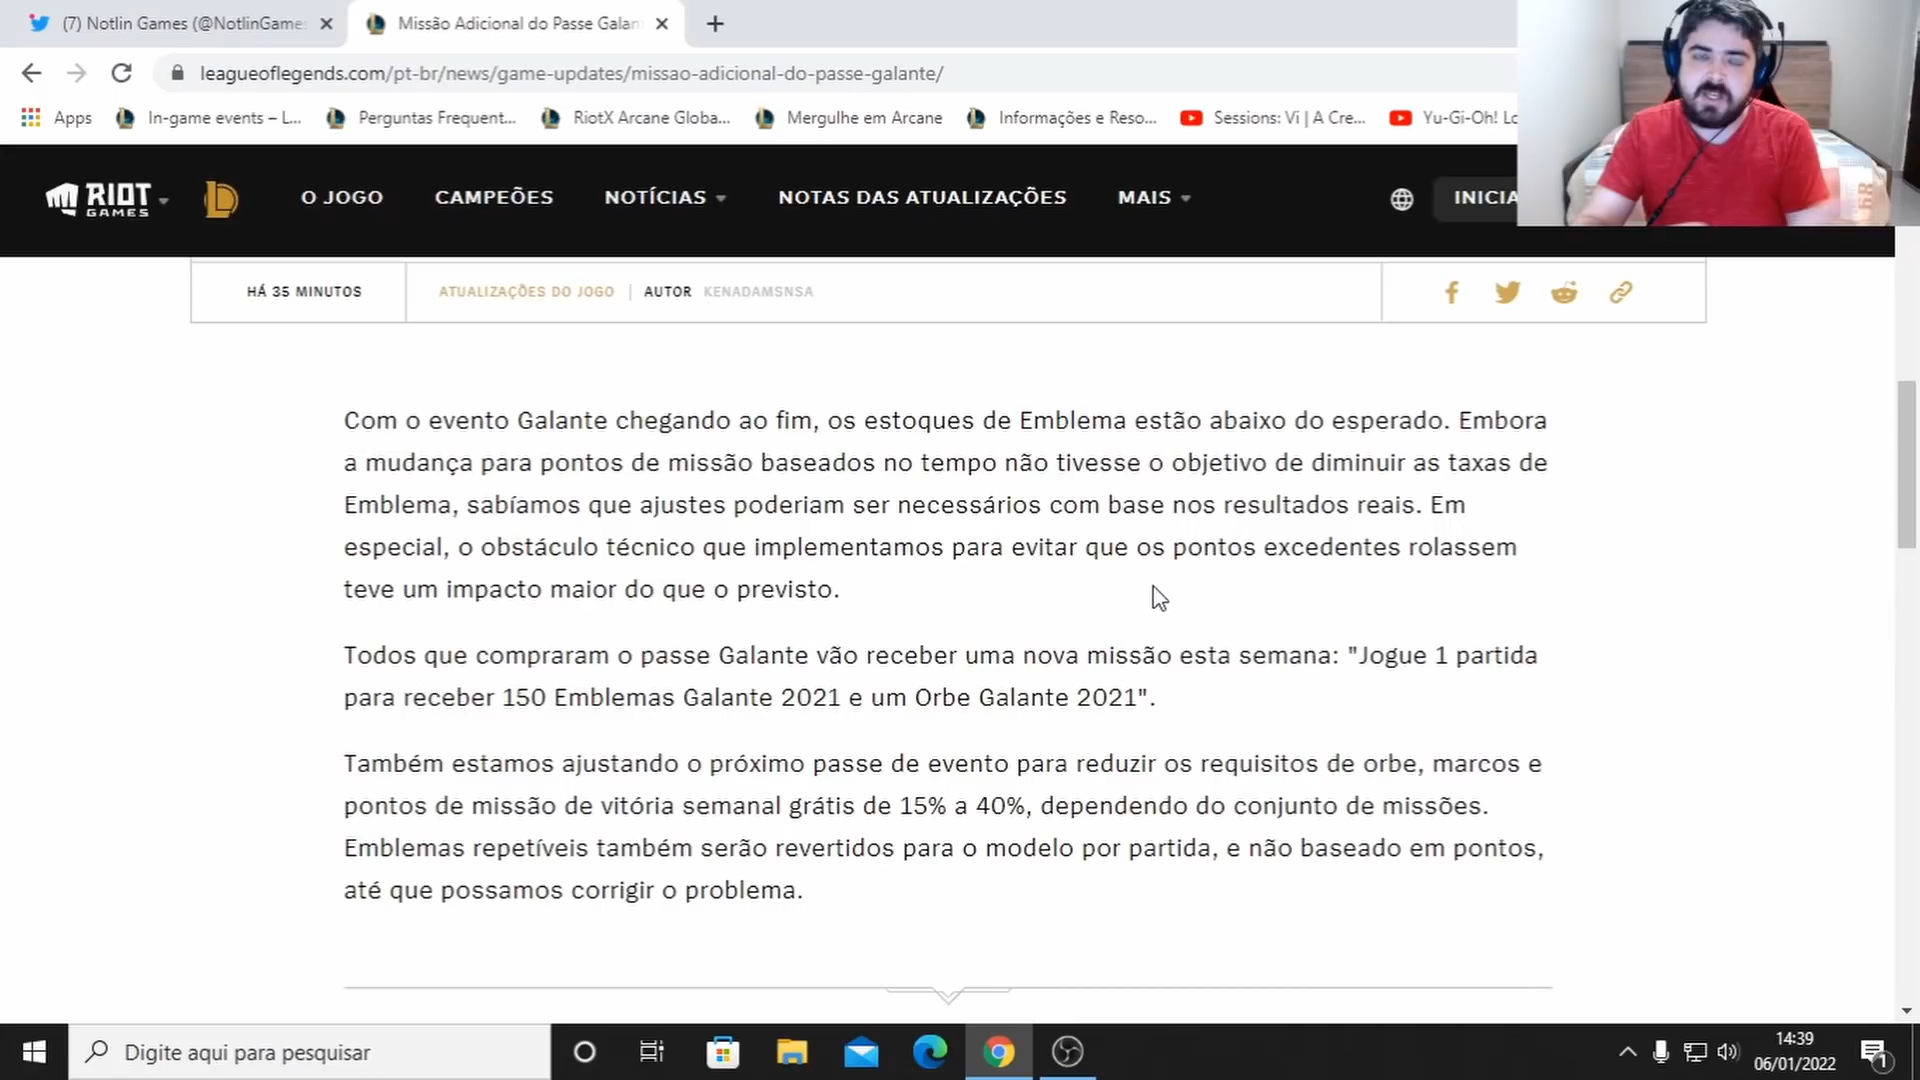 (7) Notlin Games (@NotlinGame
Missão Adicional do Passe Galan
leagueoflegends.com/pt-br/news/game-updates/missao-adicional-do-passe-galante/
Apps
In-game events – L...
Perguntas Frequent...
RiotX Arcane Globa...
Mergulhe em Arcane
Informações e Reso...
Sessions: Vi | A Cre...
Yu-Gi-Oh! Lo
RIOT GAMES
O JOGO
CAMPEÕES
NOTÍCIAS
NOTAS DAS ATUALIZAÇÕES
MAIS
INICIA
HÁ 35 MINUTOS
ATUALIZAÇÕES DO JOGO | AUTOR KENADAMSNSA
Com o evento Galante chegando ao fim, os estoques de Emblema estão abaixo do esperado. Embora
a mudança para pontos de missão baseados no tempo não tivesse o objetivo de diminuir as taxas de
Emblema, sabíamos que ajustes poderiam ser necessários com base nos resultados reais. Em
especial, o obstáculo técnico que implementamos para evitar que os pontos excedentes rolassem
teve um impacto maior do que o previsto.
Todos que compraram o passe Galante vão receber uma nova missão esta semana: "Jogue 1 partida
para receber 150 Emblemas Galante 2021 e um Orbe Galante 2021".
Também estamos ajustando o próximo passe de evento para reduzir os requisitos de orbe, marcos e
pontos de missão de vitória semanal grátis de 15% a 40%, dependendo do conjunto de missões.
Emblemas repetíveis também serão revertidos para o modelo por partida, e não baseado em pontos,
até que possamos corrigir o problema.
Digite aqui para pesquisar
14:39
06/01/2022
1